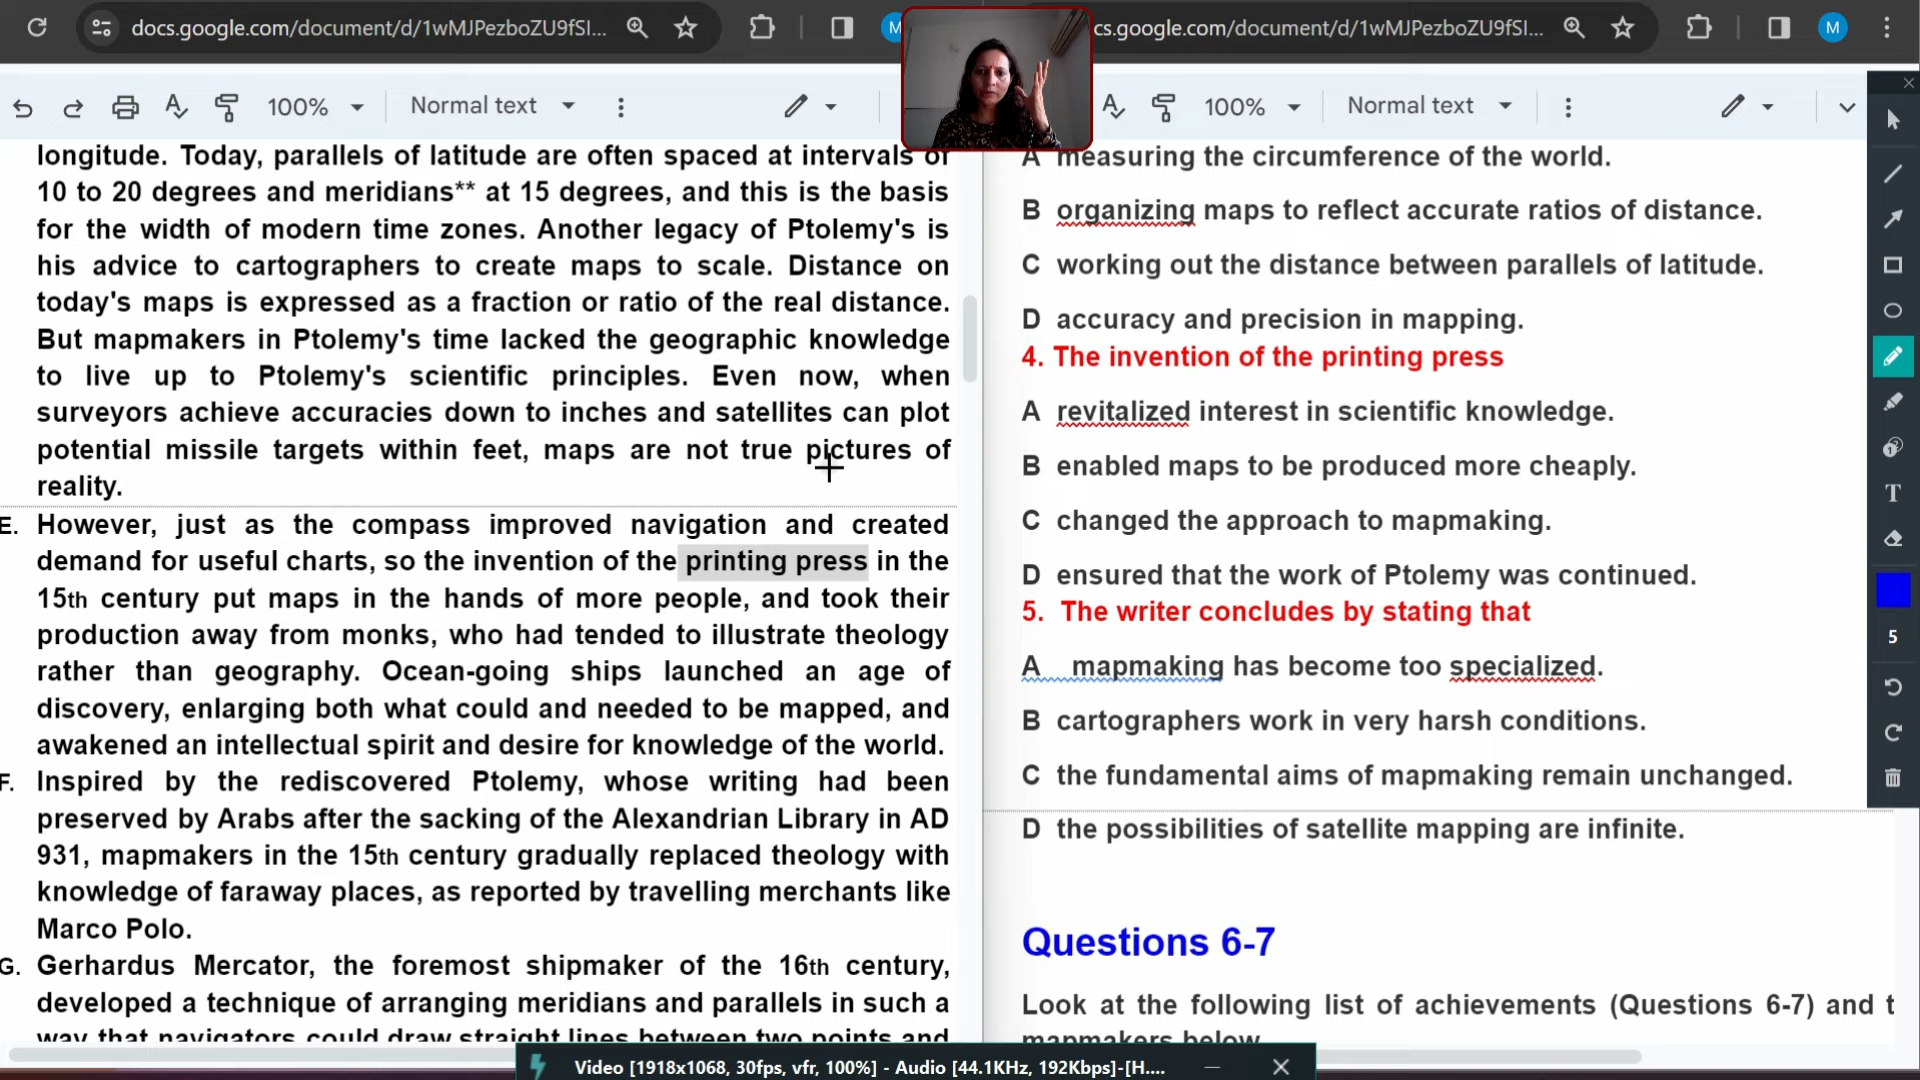 docs.google.com/document/d/1wMJPezboZU9fSI...
M
cs.google.com/document/d/1wMJPezboZU9fSI...
M
100%
Normal text
100%
Normal text
longitude. Today, parallels of latitude are often spaced at intervals of
10 to 20 degrees and meridians** at 15 degrees, and this is the basis
for the width of modern time zones. Another legacy of Ptolemy's is
his advice to cartographers to create maps to scale. Distance on
today's maps is expressed as a fraction or ratio of the real distance.
But mapmakers in Ptolemy's time lacked the geographic knowledge
to live up to Ptolemy's scientific principles. Even now, when
surveyors achieve accuracies down to inches and satellites can plot
potential missile targets within feet, maps are not true pictures of
reality.
E. However, just as the compass improved navigation and created
demand for useful charts, so the invention of the printing press in the
15th century put maps in the hands of more people, and took their
production away from monks, who had tended to illustrate theology
rather than geography. Ocean-going ships launched an age of
discovery, enlarging both what could and needed to be mapped, and
awakened an intellectual spirit and desire for knowledge of the world.
F. Inspired by the rediscovered Ptolemy, whose writing had been
preserved by Arabs after the sacking of the Alexandrian Library in AD
931, mapmakers in the 15th century gradually replaced theology with
knowledge of faraway places, as reported by travelling merchants like
Marco Polo.
G. Gerhardus Mercator, the foremost shipmaker of the 16th century,
developed a technique of arranging meridians and parallels in such a
way that navigators could draw straight lines between two points and
A measuring the circumference of the world.
B organizing maps to reflect accurate ratios of distance.
C working out the distance between parallels of latitude.
D accuracy and precision in mapping.
4. The invention of the printing press
A revitalized interest in scientific knowledge.
B enabled maps to be produced more cheaply.
C changed the approach to mapmaking.
D ensured that the work of Ptolemy was continued.
5. The writer concludes by stating that
A mapmaking has become too specialized.
B cartographers work in very harsh conditions.
C the fundamental aims of mapmaking remain unchanged.
D the possibilities of satellite mapping are infinite.
Questions 6-7
Look at the following list of achievements (Questions 6-7) and t
mapmakers below
5
Video [1918x1068, 30fps, vfr, 100%] - Audio [44.1KHz, 192Kbps]-[H....